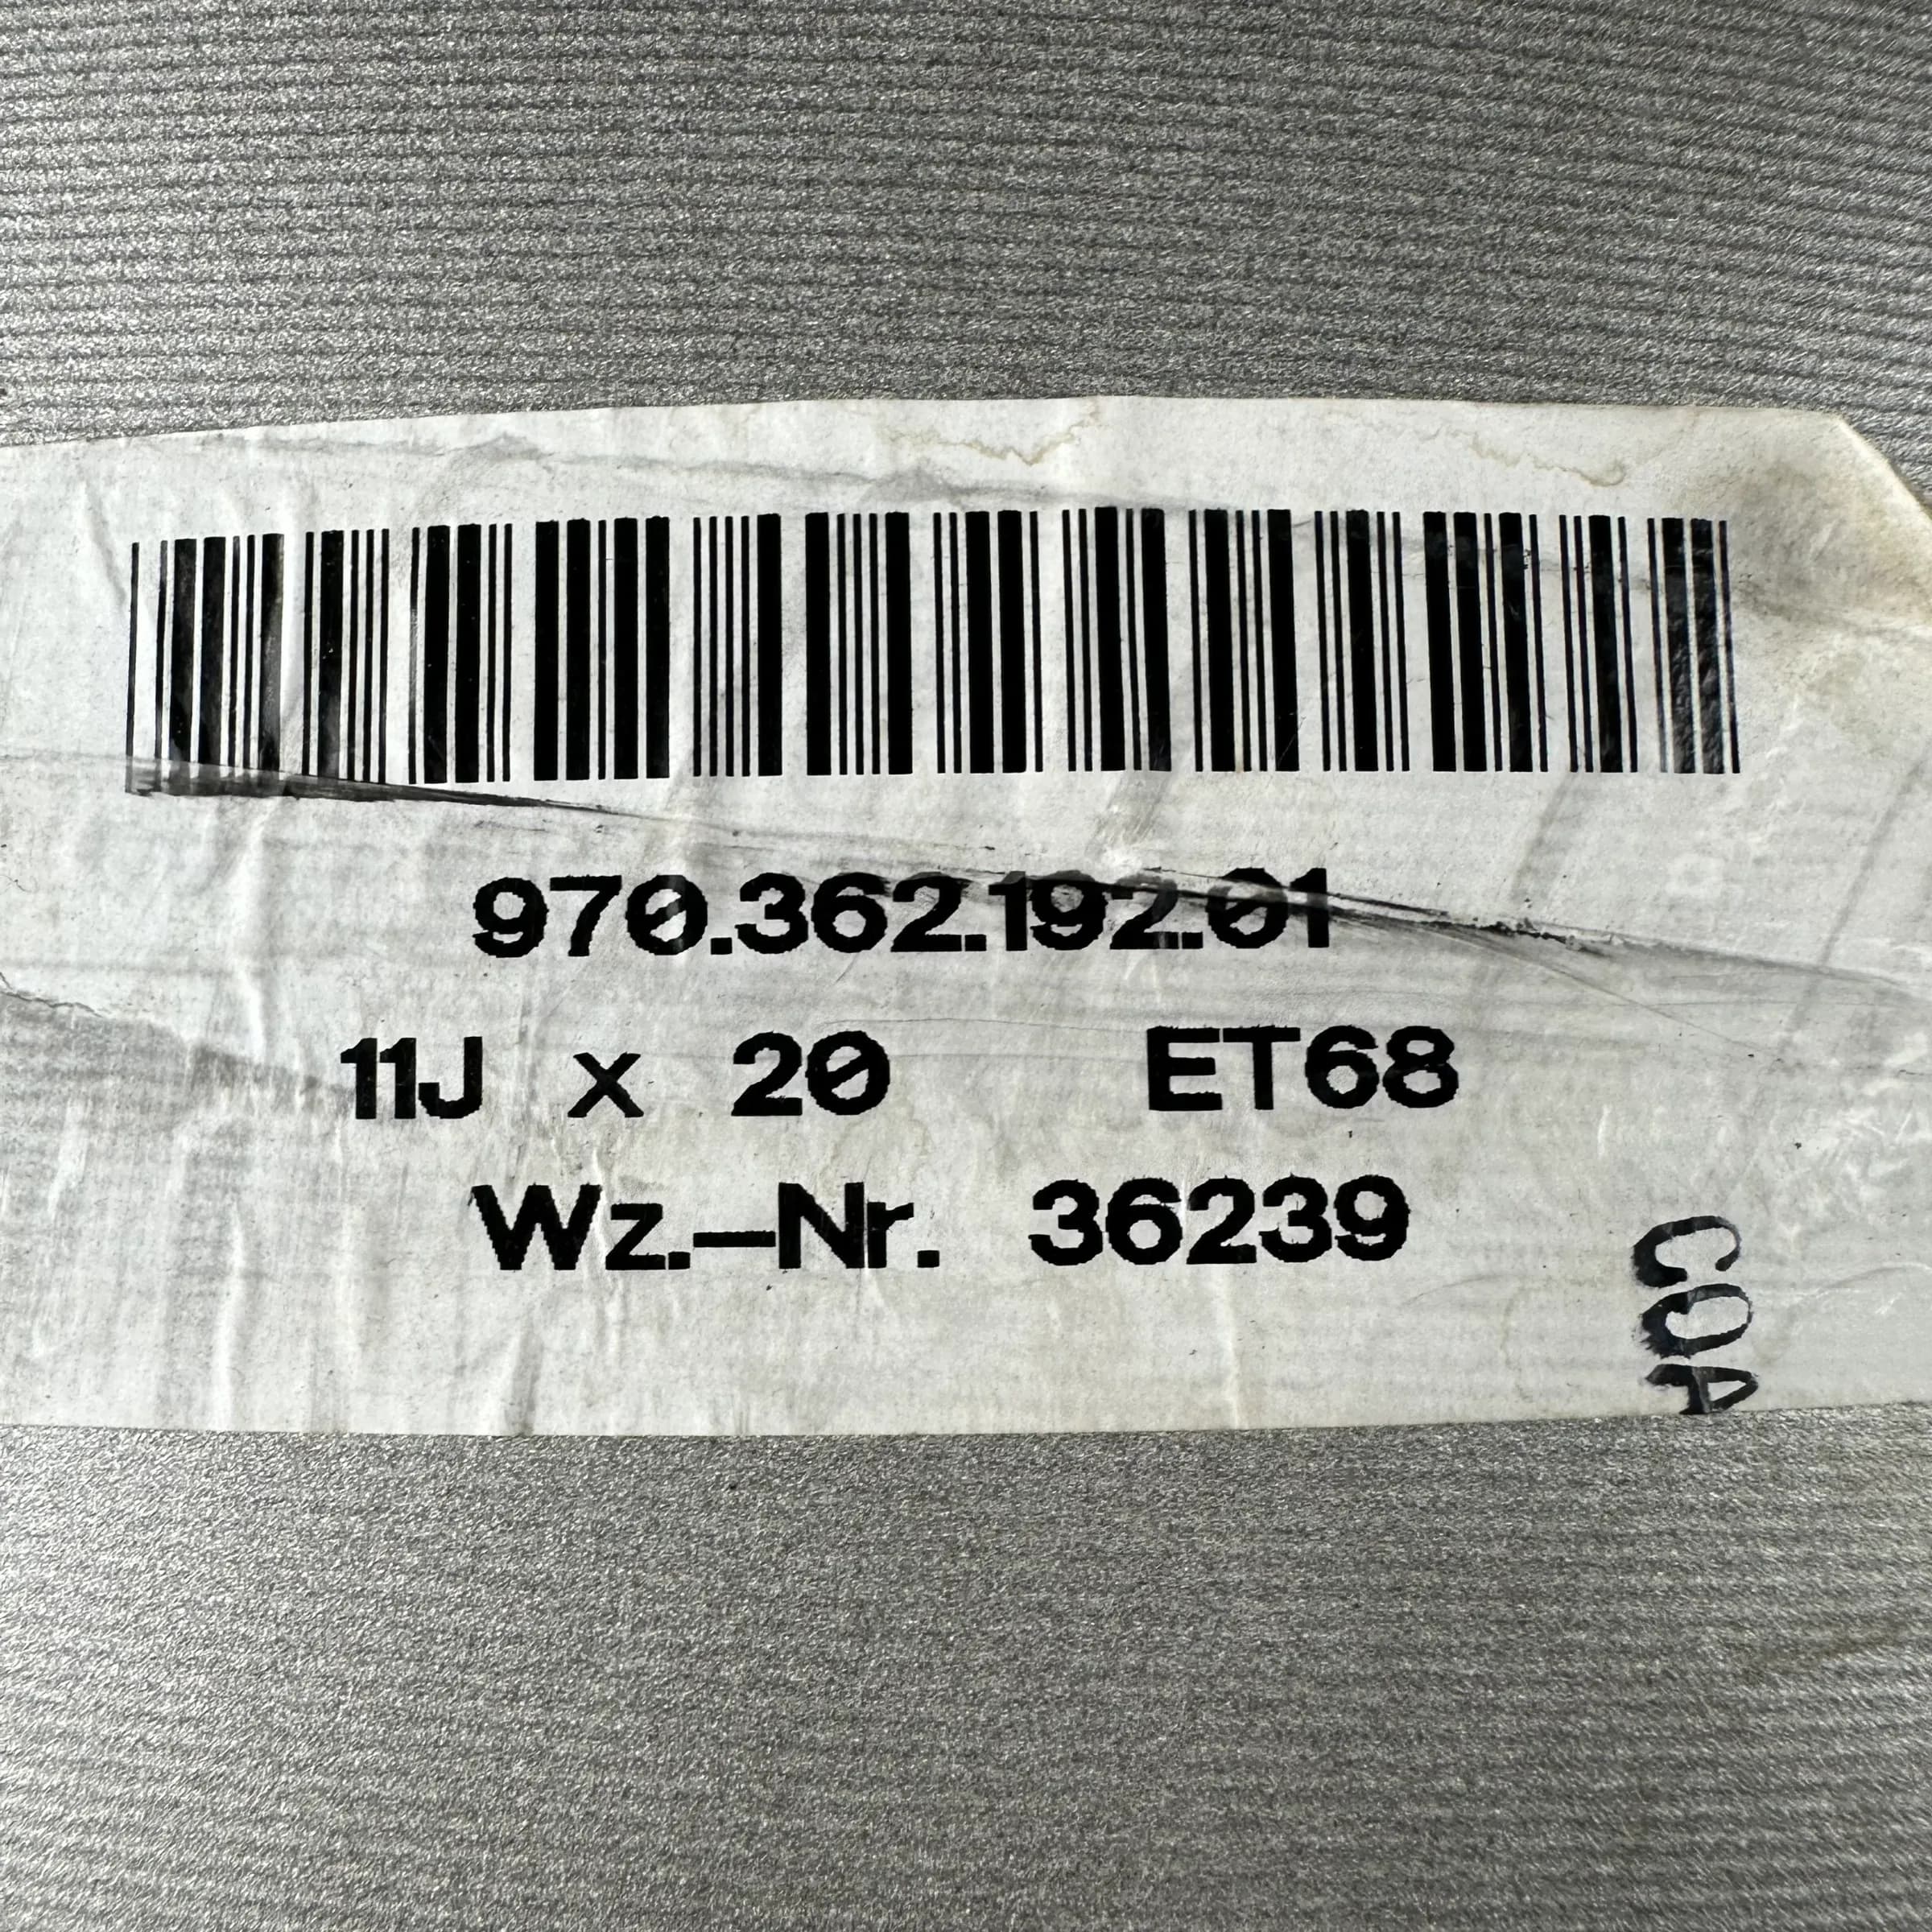 970.362.192.01
11J x 20 ET68
Wz.-Nr. 36239
COA